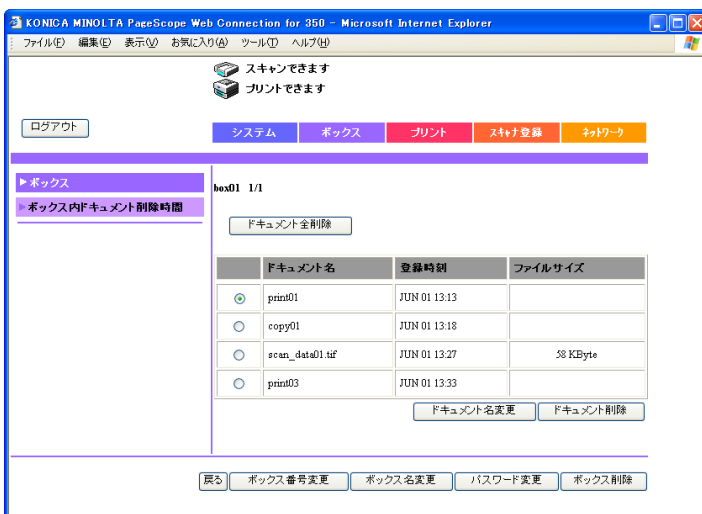 KONICA MINOLTA PageScope Web Connection for 350 - Microsoft Internet Explorer
ファイル(F) 編集(E) 表示(V) お気に入り(A) ツール(T) ヘルプ(H)
スキャンできます
プリントできます
ログアウト
システム ボックス プリント スキャナ登録 ネットワーク
ボックス
ボックス内ドキュメント削除時間
box01 1/1
ドキュメント全削除
ドキュメント名 登録時刻 ファイルサイズ
print01 JUN 01 13:13
copy01 JUN 01 13:18
scan_data01.tif JUN 01 13:27 58 KByte
print03 JUN 01 13:33
ドキュメント名変更 ドキュメント削除
戻る ボックス番号変更 ボックス名変更 パスワード変更 ボックス削除